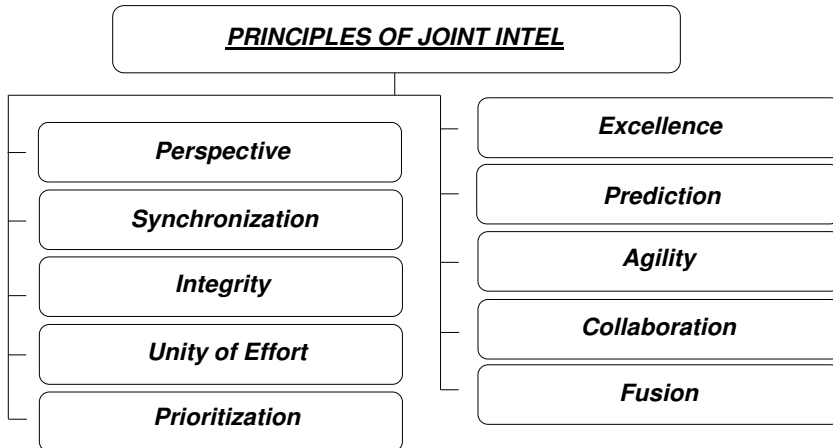 PRINCIPLES OF JOINT INTEL
Perspective
Synchronization
Integrity
Unity of Effort
Prioritization
Excellence
Prediction
Agility
Collaboration
Fusion